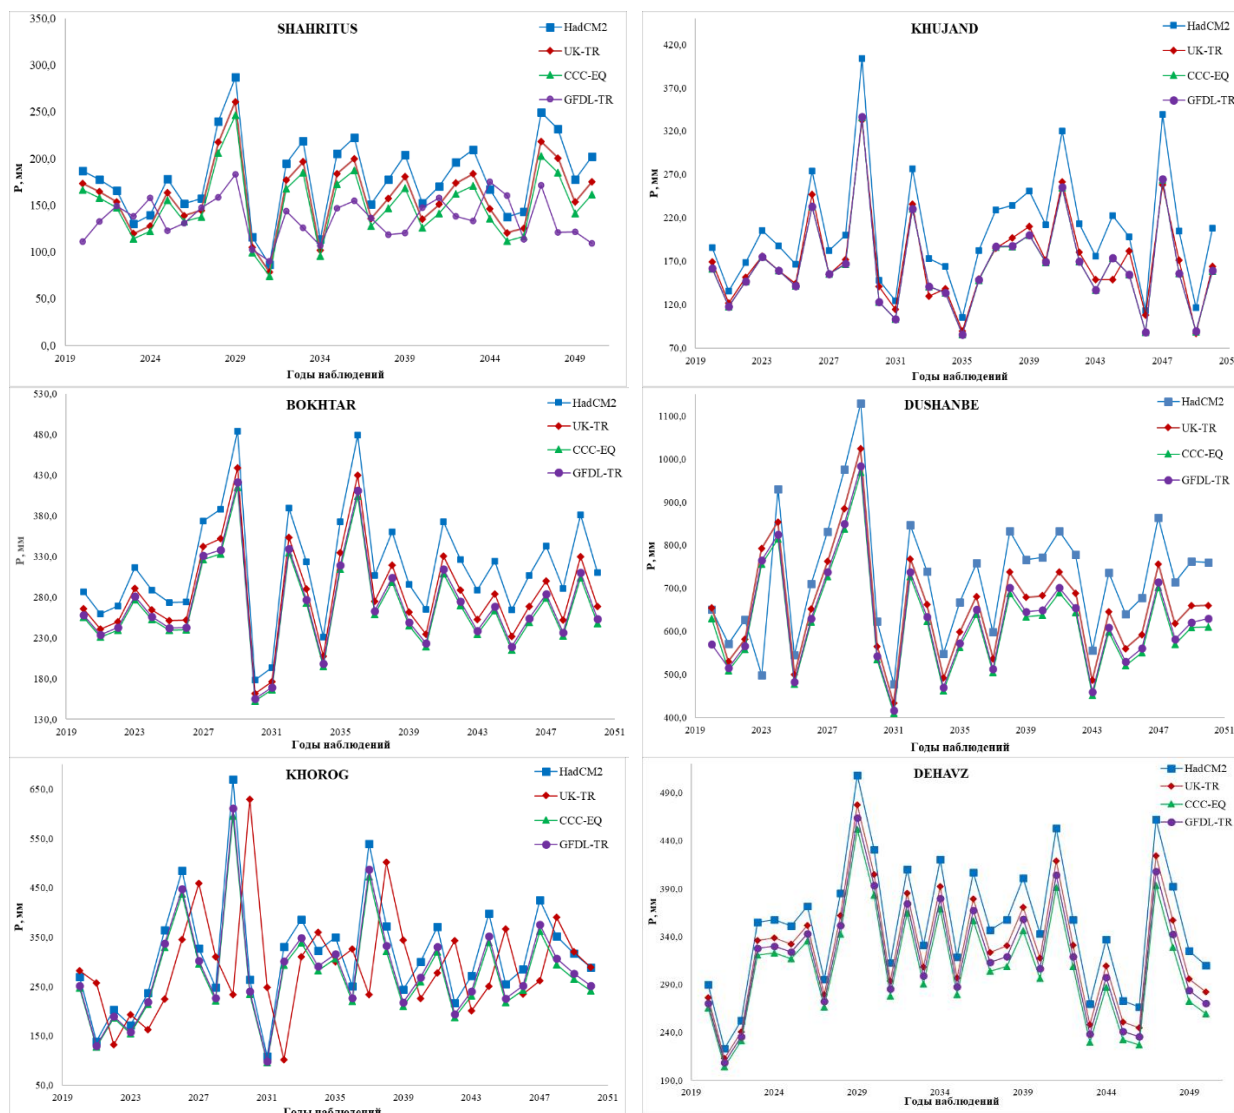 SHAHRITUS
350,0
300,0
250,0
200,0
150,0
100,0
50,0
0,0
Р, мм
2019 2024 2029 2034 2039 2044 2049
Годы наблюдений
HadCM2
UK-TR
CCC-EQ
GFDL-TR
KHUJAND
420,0
370,0
320,0
270,0
220,0
170,0
120,0
70,0
Р, мм
2019 2023 2027 2031 2035 2039 2043 2047 205
Годы наблюдений
HadCM2
UK-TR
CCC-EQ
GFDL-TR
BOKHTAR
530,0
480,0
430,0
380,0
330,0
280,0
230,0
180,0
130,0
Р, мм
2019 2023 2027 2031 2035 2039 2043 2047 2051
Годы наблюдений
HadCM2
UK-TR
CCC-EQ
GFDL-TR
DUSHANBE
1100,0
1000,0
900,0
800,0
700,0
600,0
500,0
400,0
Р, мм
2019 2023 2027 2031 2035 2039 2043 2047 2051
Годы наблюдений
HadCM2
UK-TR
CCC-EQ
GFDL-TR
KHOROG
650,0
550,0
450,0
350,0
250,0
150,0
50,0
Р, мм
2019 2023 2027 2031 2035 2039 2043 2047 2051
Годы наблюдений
HadCM2
UK-TR
CCC-EQ
GFDL-TR
DEHAVZ
490,0
440,0
390,0
340,0
290,0
240,0
190,0
Р, мм
2019 2024 2029 2034 2039 2044 2049
Годы наблюдений
HadCM2
UK-TR
CCC-EQ
GFDL-TR